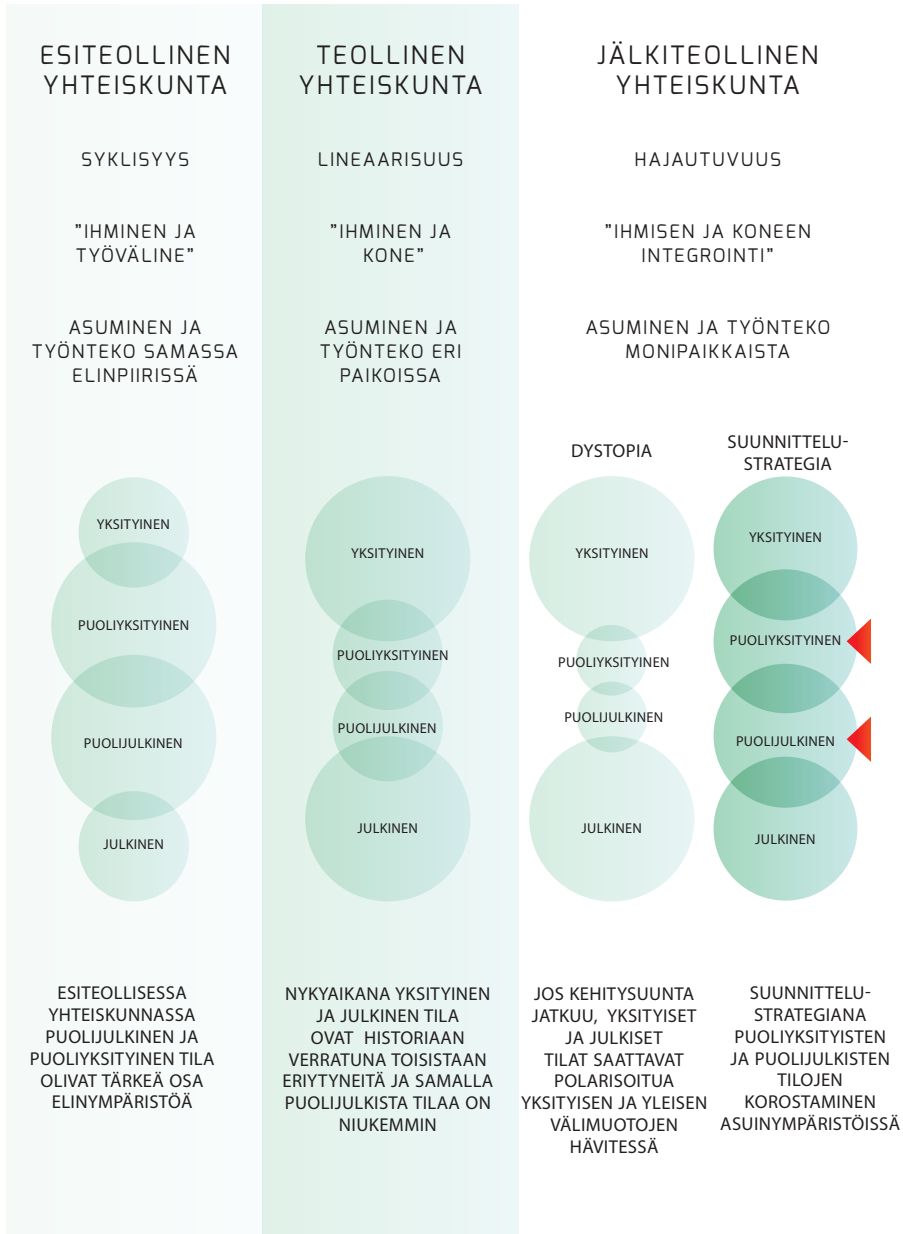 ESITEOLLINEN
YHTEISKUNTA
SYKLISYYS
"IHMINEN JA
TYÖVÄLINE"
ASUMINEN JA
TYÖNTEKO SAMASSA
ELINPIIRISSÄ
YKSITYINEN
PUOLIYKSITYINEN
PUOLIJULKINEN
JULKINEN
ESITEOLLISESSA
YHTEISKUNNASSA
PUOLIJULKINEN JA
PUOLIYKSITYINEN TILA
OLIVAT TÄRKEÄ OSA
ELINYMPÄRISTÖÄ
TEOLLINEN
YHTEISKUNTA
LINEAARISUUS
"IHMINEN JA
KONE"
ASUMINEN JA
TYÖNTEKO ERI
PAIKOISSA
YKSITYINEN
PUOLIYKSITYINEN
PUOLIJULKINEN
JULKINEN
NYKYAIKANA YKSITYINEN
JA JULKINEN TILA
OVAT HISTORIAAN
VERRATUNA TOISISTAAN
ERIYTYNEITÄ JA SAMALLA
PUOLIJULKISTA TILAA ON
NIUKEMMIN
JÄLKITEOLLINEN
YHTEISKUNTA
HAJAUTUVUUS
"IHMISEN JA KONEEN
INTEGROINTI"
ASUMINEN JA TYÖNTEKO
MONIPAIKKAISTA
DYSTOPIA
YKSITYINEN
PUOLIYKSITYINEN
PUOLIJULKINEN
JULKINEN
JOS KEHITYSUUNTA
JATKUU, YKSITYISET
JA JULKISET
TILAT SAATTAVAT
POLARISOITUA
YKSITYISEN JA YLEISEN
VÄLIMUOTOJEN
HÄVITESSÄ
SUUNNITTELU-
STRATEGIA
YKSITYINEN
PUOLIYKSITYINEN
PUOLIJULKINEN
JULKINEN
SUUNNITTELU-
STRATEGIANA
PUOLIYKSITYISTEN
JA PUOLIJULKISTEN
TILOJEN
KOROSTAMINEN
ASUINYMPÄRISTÖISSÄ